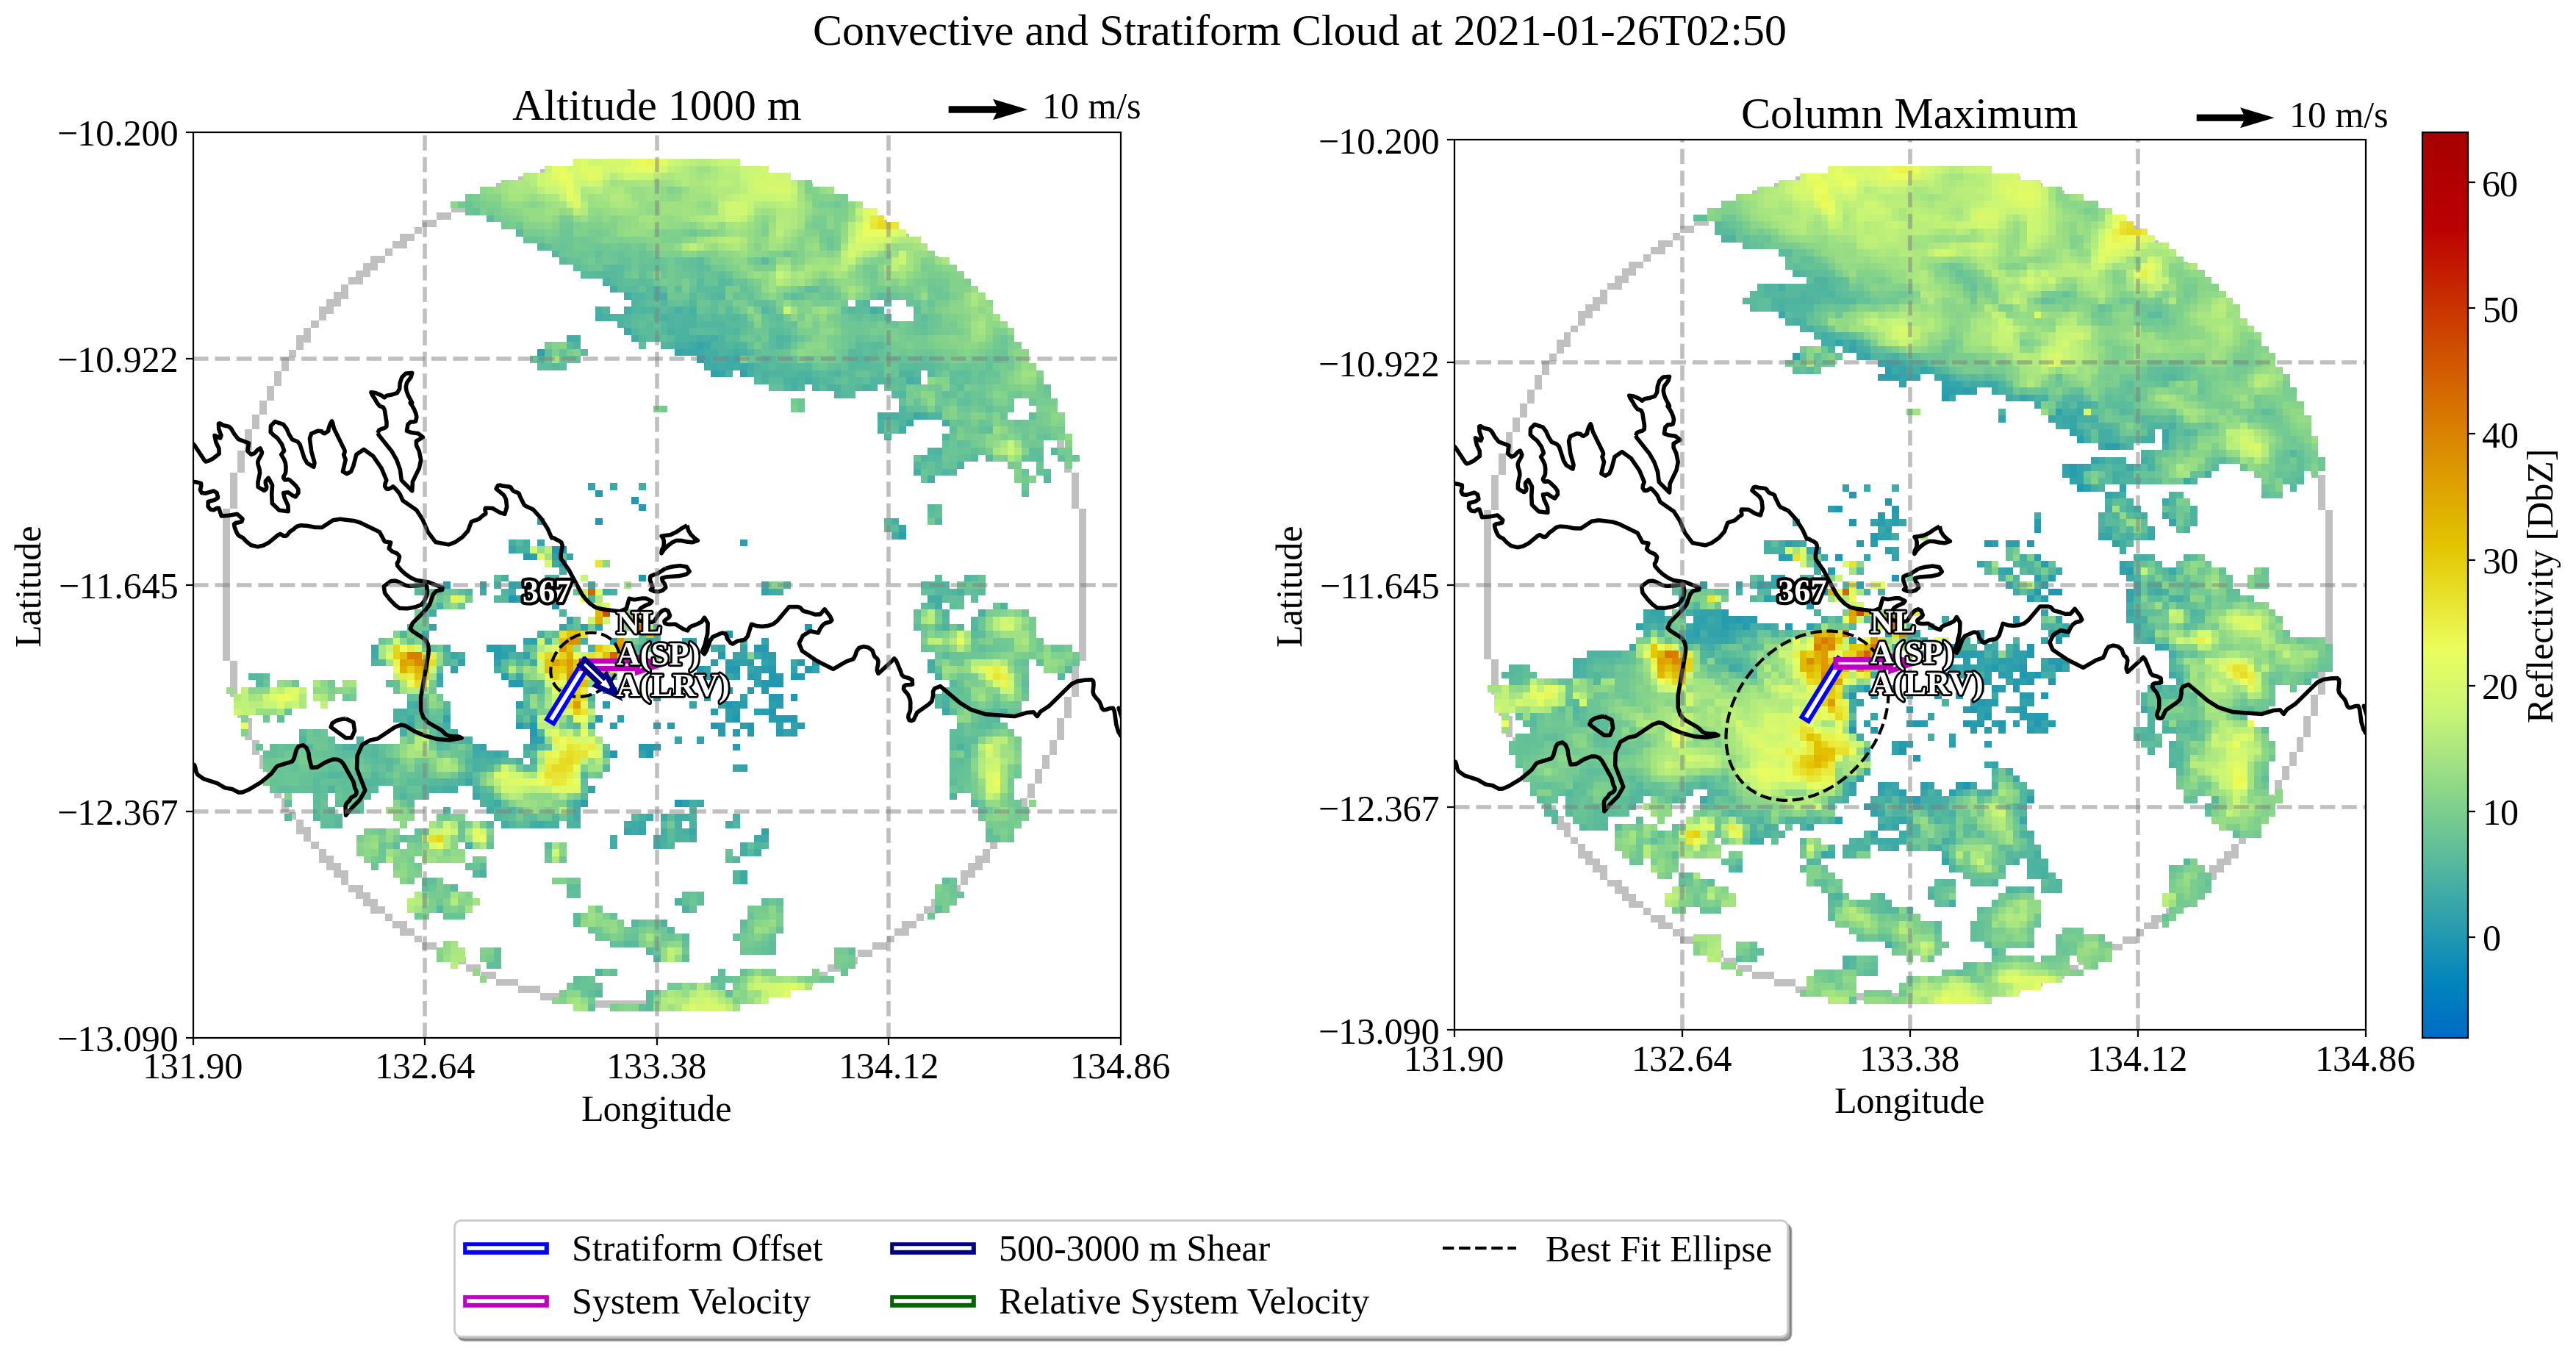 Convective and Stratiform Cloud at 2021-01-26T02:50
Altitude 1000 m
10 m/s
−10.200
−10.922
−11.645
−12.367
−13.090
131.90
132.64
133.38
134.12
134.86
Latitude
Longitude
367
NL
A(SP)
A(LRV)
Column Maximum
10 m/s
−10.200
−10.922
−11.645
−12.367
−13.090
131.90
132.64
133.38
134.12
134.86
Latitude
Longitude
367
NL
A(SP)
A(LRV)
60
50
40
30
20
10
0
Reflectivity [DbZ]
Stratiform Offset
System Velocity
500-3000 m Shear
Relative System Velocity
Best Fit Ellipse